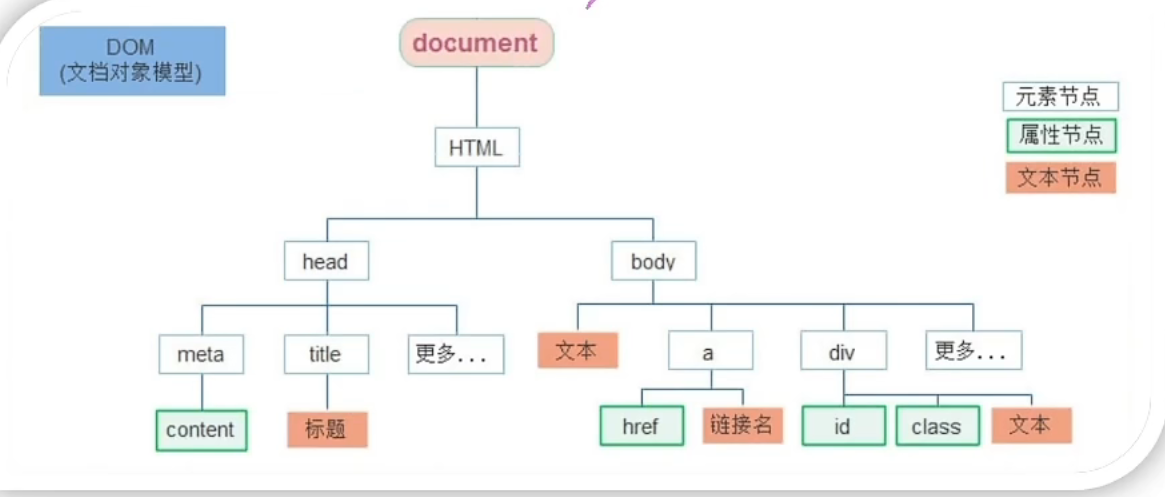 DOM
(文档对象模型)
document
元素节点
属性节点
文本节点
HTML
head
body
meta
title
更多...
文本
a
div
更多...
content
标题
href
链接名
id
class
文本